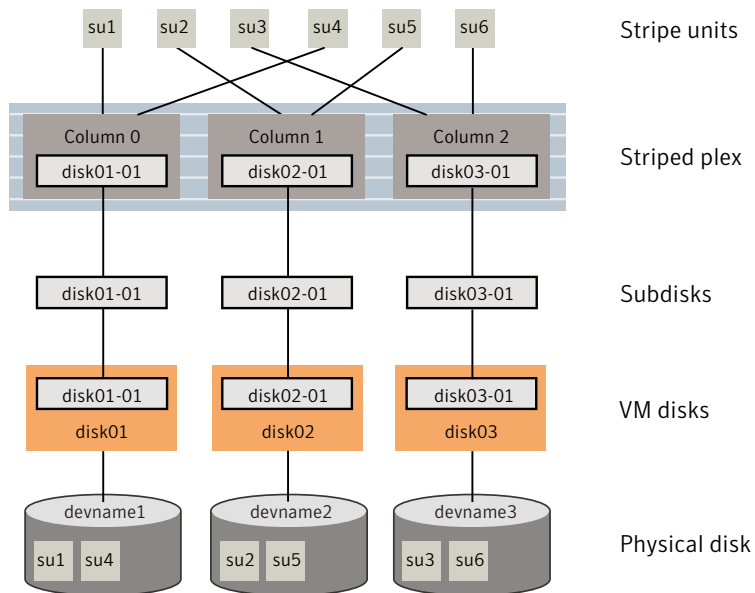 su1 su2 su3 su4 su5 su6 Stripe units
Column 0 Column 1 Column 2
disk01-01 disk02-01 disk03-01 Striped plex
disk01-01 disk02-01 disk03-01 Subdisks
disk01-01 disk02-01 disk03-01
disk01 disk02 disk03 VM disks
devname1 devname2 devname3
su1 su4 su2 su5 su3 su6 Physical disk